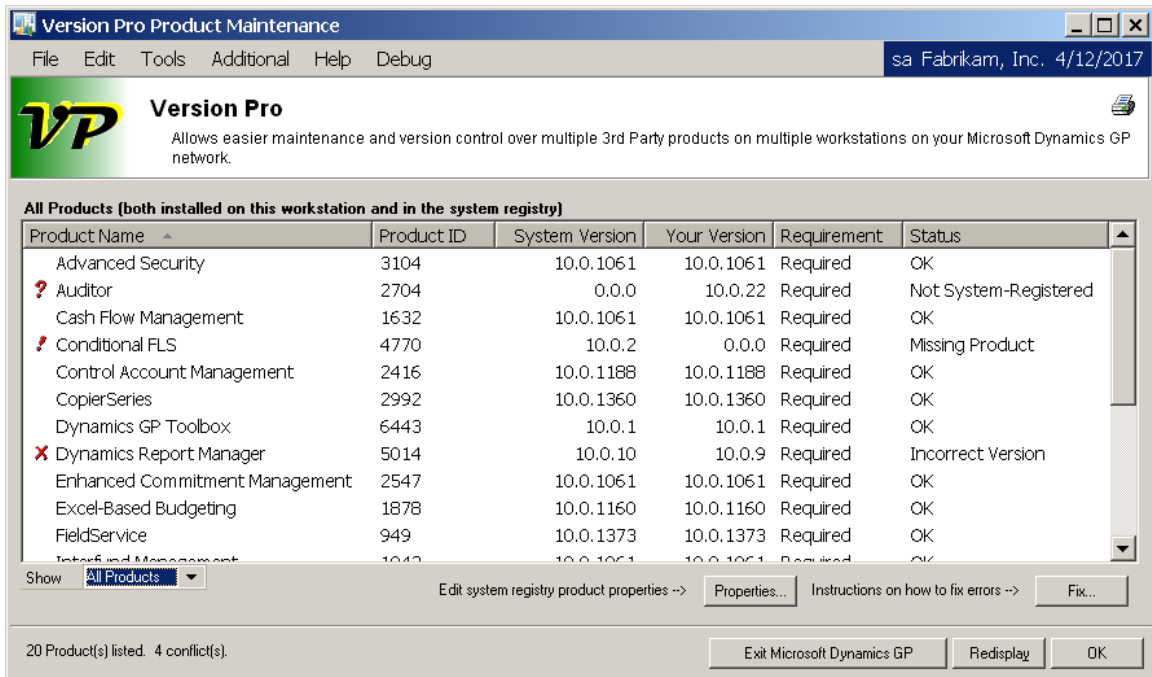 Version Pro Product Maintenance
File Edit Tools Additional Help Debug sa Fabrikam, Inc. 4/12/2017
VP
Version Pro
Allows easier maintenance and version control over multiple 3rd Party products on multiple workstations on your Microsoft Dynamics GP
network.
All Products (both installed on this workstation and in the system registry)
Product Name Product ID System Version Your Version Requirement Status
Advanced Security 3104 10.0.1061 10.0.1061 Required OK
? Auditor 2704 0.0.0 10.0.22 Required Not System-Registered
Cash Flow Management 1632 10.0.1061 10.0.1061 Required OK
! Conditional FLS 4770 10.0.2 0.0.0 Required Missing Product
Control Account Management 2416 10.0.1188 10.0.1188 Required OK
CopierSeries 2992 10.0.1360 10.0.1360 Required OK
Dynamics GP Toolbox 6443 10.0.1 10.0.1 Required OK
X Dynamics Report Manager 5014 10.0.10 10.0.9 Required Incorrect Version
Enhanced Commitment Management 2547 10.0.1061 10.0.1061 Required OK
Excel-Based Budgeting 1878 10.0.1160 10.0.1160 Required OK
FieldService 949 10.0.1373 10.0.1373 Required OK
Interfund Management 10.0.1061 10.0.1061 Required OK
Show All Products
Edit system registry product properties --> Properties... Instructions on how to fix errors --> Fix...
20 Product(s) listed. 4 conflict(s). Exit Microsoft Dynamics GP Redisplay OK